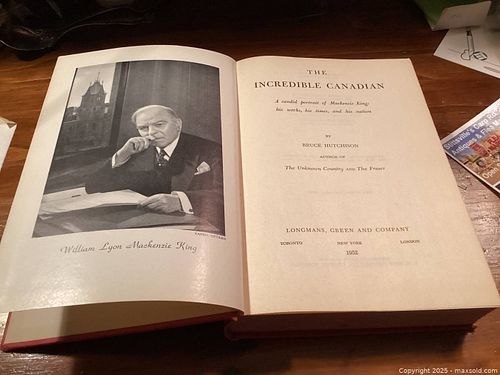 William Lyon Mackenzie King
THE
INCREDIBLE CANADIAN
A candid portrait of Mackenzie King:
his works, his times, and his nation
BY
BRUCE HUTCHISON
AUTHOR OF
The Unknown Country AND The Fraser
LONGMANS, GREEN AND COMPANY
TORONTO NEW YORK LONDON
1952
Antiques &
Open
Copyright 2025 - maxsold.com